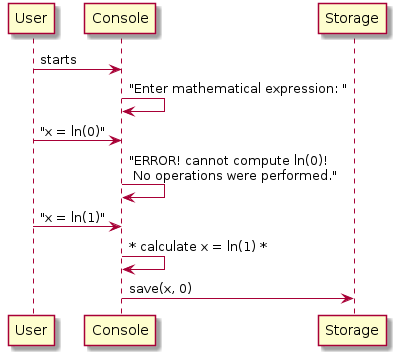 User Console Storage
starts
"Enter mathematical expression: "
"x = ln(0)"
"ERROR! cannot compute ln(0)!
No operations were performed."
"x = ln(1)"
* calculate x = ln(1) *
save(x, 0)
User Console Storage